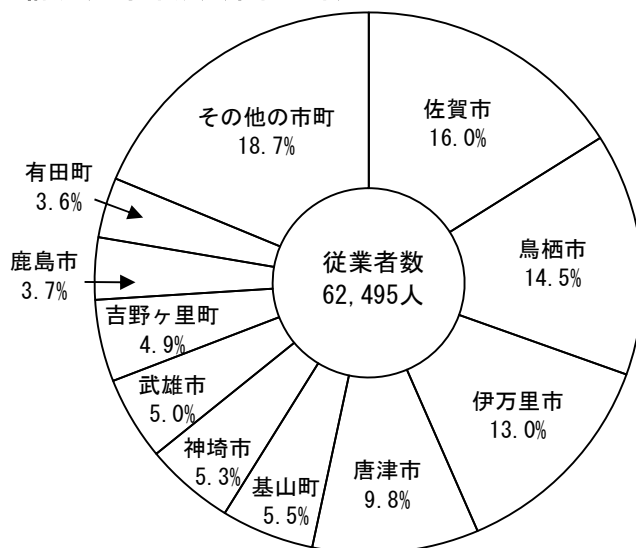 佐賀市
16.0%
鳥栖市
14.5%
伊万里市
13.0%
唐津市
9.8%
基山町
5.5%
神埼市
5.3%
武雄市
5.0%
吉野ヶ里町
4.9%
鹿島市
3.7%
有田町
3.6%
その他の市町
18.7%
従業者数
62,495人